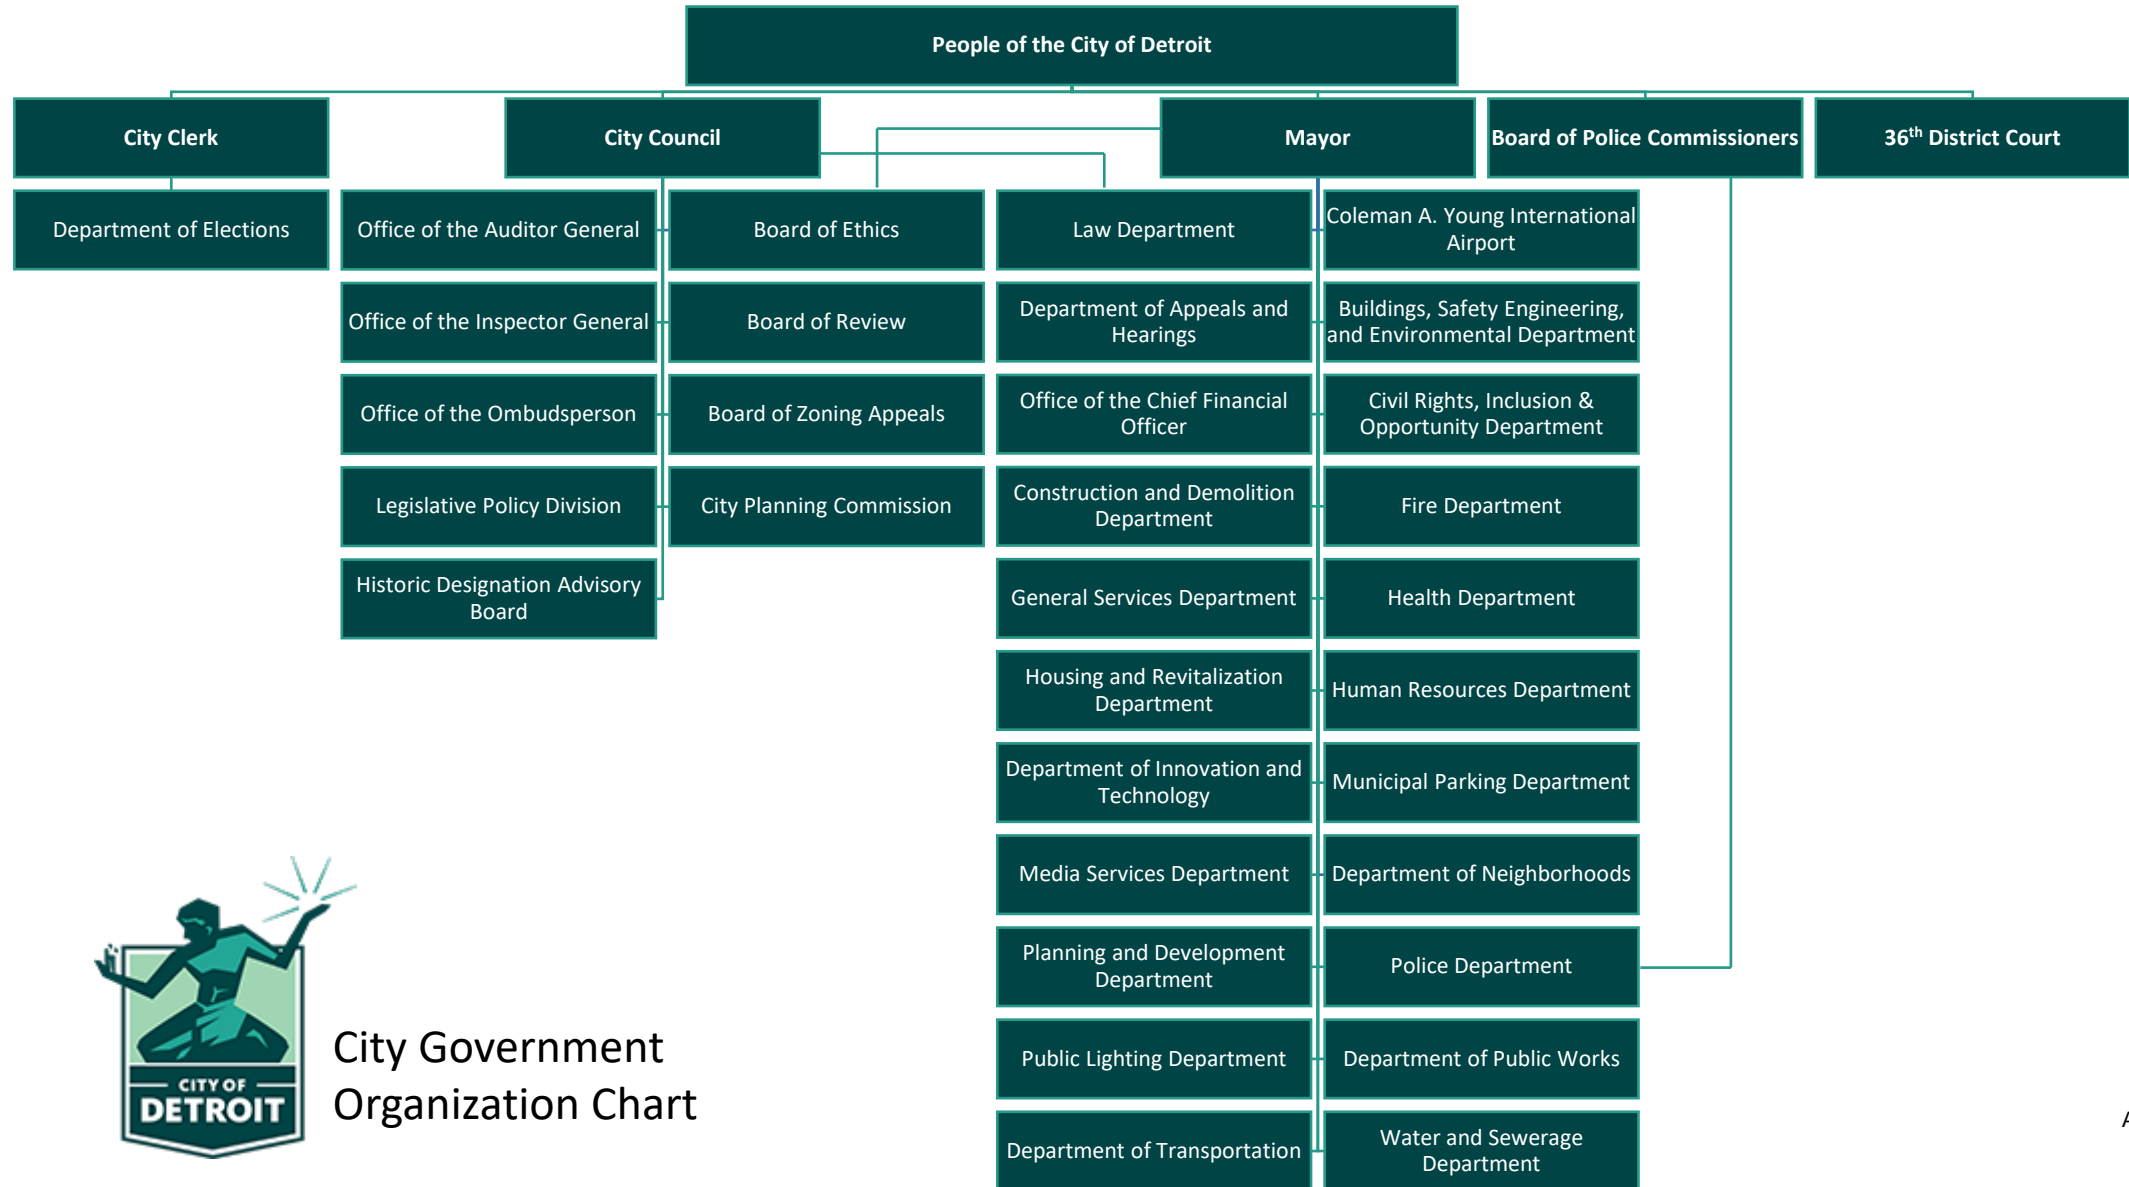 People of the City of Detroit
City Clerk
City Council
Mayor
Board of Police Commissioners
36th District Court
Department of Elections
Office of the Auditor General
Board of Ethics
Law Department
Coleman A. Young International
Airport
Office of the Inspector General
Board of Review
Department of Appeals and
Hearings
Buildings, Safety Engineering,
and Environmental Department
Office of the Ombudsperson
Board of Zoning Appeals
Office of the Chief Financial
Officer
Civil Rights, Inclusion &
Opportunity Department
Legislative Policy Division
City Planning Commission
Construction and Demolition
Department
Fire Department
Historic Designation Advisory
Board
General Services Department
Health Department
Housing and Revitalization
Department
Human Resources Department
Department of Innovation and
Technology
Municipal Parking Department
Media Services Department
Department of Neighborhoods
Planning and Development
Department
Police Department
Public Lighting Department
Department of Public Works
Department of Transportation
Water and Sewerage
Department
CITY OF
DETROIT
City Government
Organization Chart